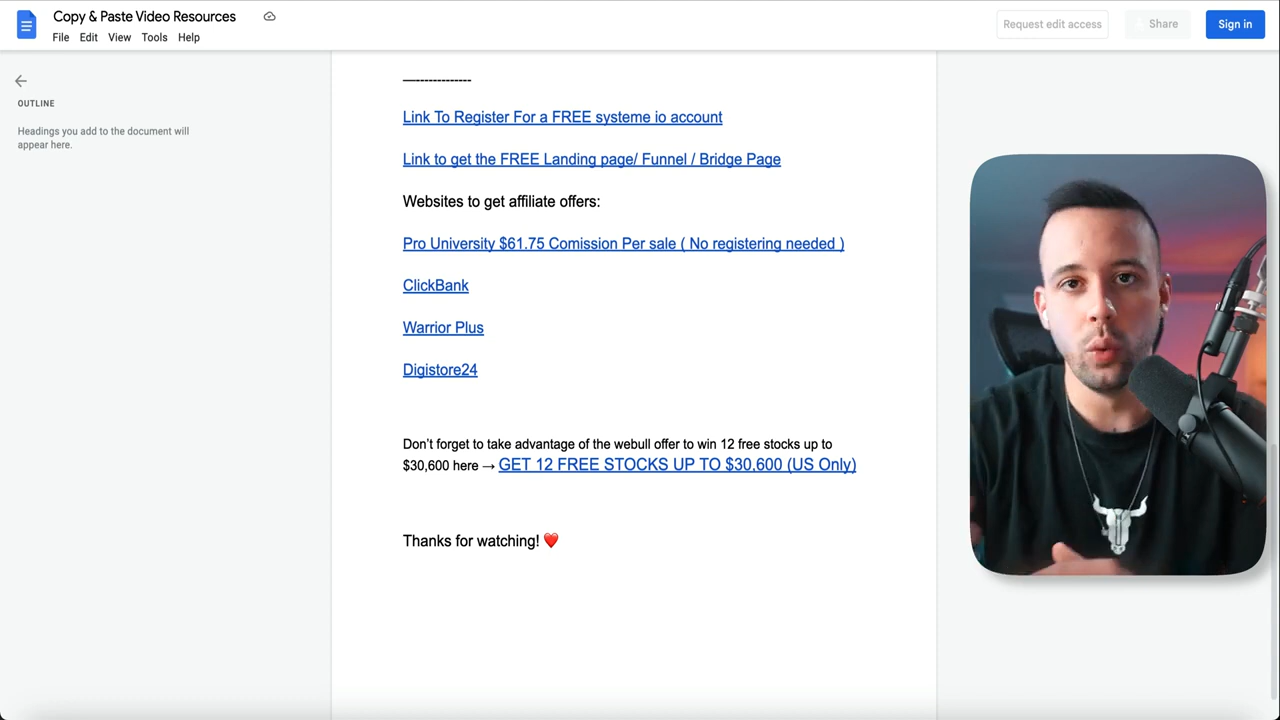 Copy & Paste Video Resources
File Edit View Tools Help
Request edit access
Share
Sign in
OUTLINE
Headings you add to the document will
appear here.
---------------
Link To Register For a FREE systeme io account
Link to get the FREE Landing page/ Funnel / Bridge Page
Websites to get affiliate offers:
Pro University $61.75 Comission Per sale ( No registering needed )
ClickBank
Warrior Plus
Digistore24
Don't forget to take advantage of the webull offer to win 12 free stocks up to
$30,600 here → GET 12 FREE STOCKS UP TO $30,600 (US Only)
Thanks for watching! ❤️